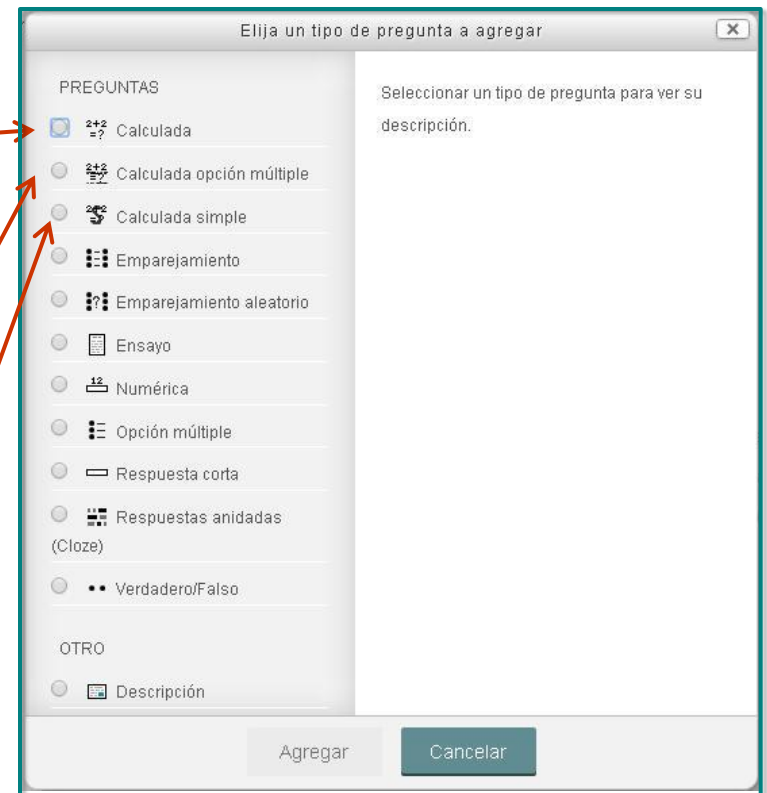 Elija un tipo de pregunta a agregar
PREGUNTAS
Calculada
Calculada opción múltiple
Calculada simple
Emparejamiento
Emparejamiento aleatorio
Ensayo
Numérica
Opción múltiple
Respuesta corta
Respuestas anidadas
(Cloze)
Verdadero/Falso
OTRO
Descripción
Seleccionar un tipo de pregunta para ver su
descripción.
Agregar
Cancelar